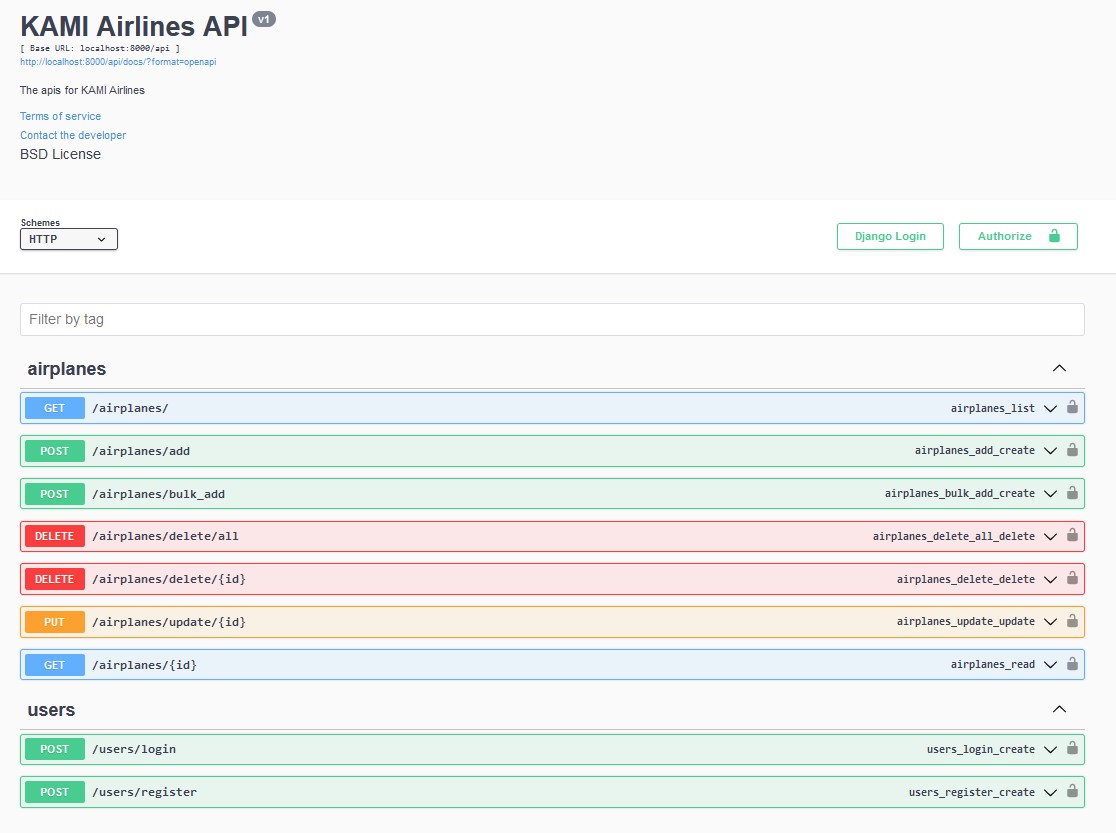 KAMI Airlines API v1
[ Base URL: localhost:8000/api ]
http://localhost:8000/api/docs/?format=openapi
The apis for KAMI Airlines
Terms of service
Contact the developer
BSD License
Schemes
HTTP
Django Login
Authorize
Filter by tag
airplanes
GET /airplanes/ airplanes_list
POST /airplanes/add airplanes_add_create
POST /airplanes/bulk_add airplanes_bulk_add_create
DELETE /airplanes/delete/all airplanes_delete_all_delete
DELETE /airplanes/delete/{id} airplanes_delete_delete
PUT /airplanes/update/{id} airplanes_update_update
GET /airplanes/{id} airplanes_read
users
POST /users/login users_login_create
POST /users/register users_register_create